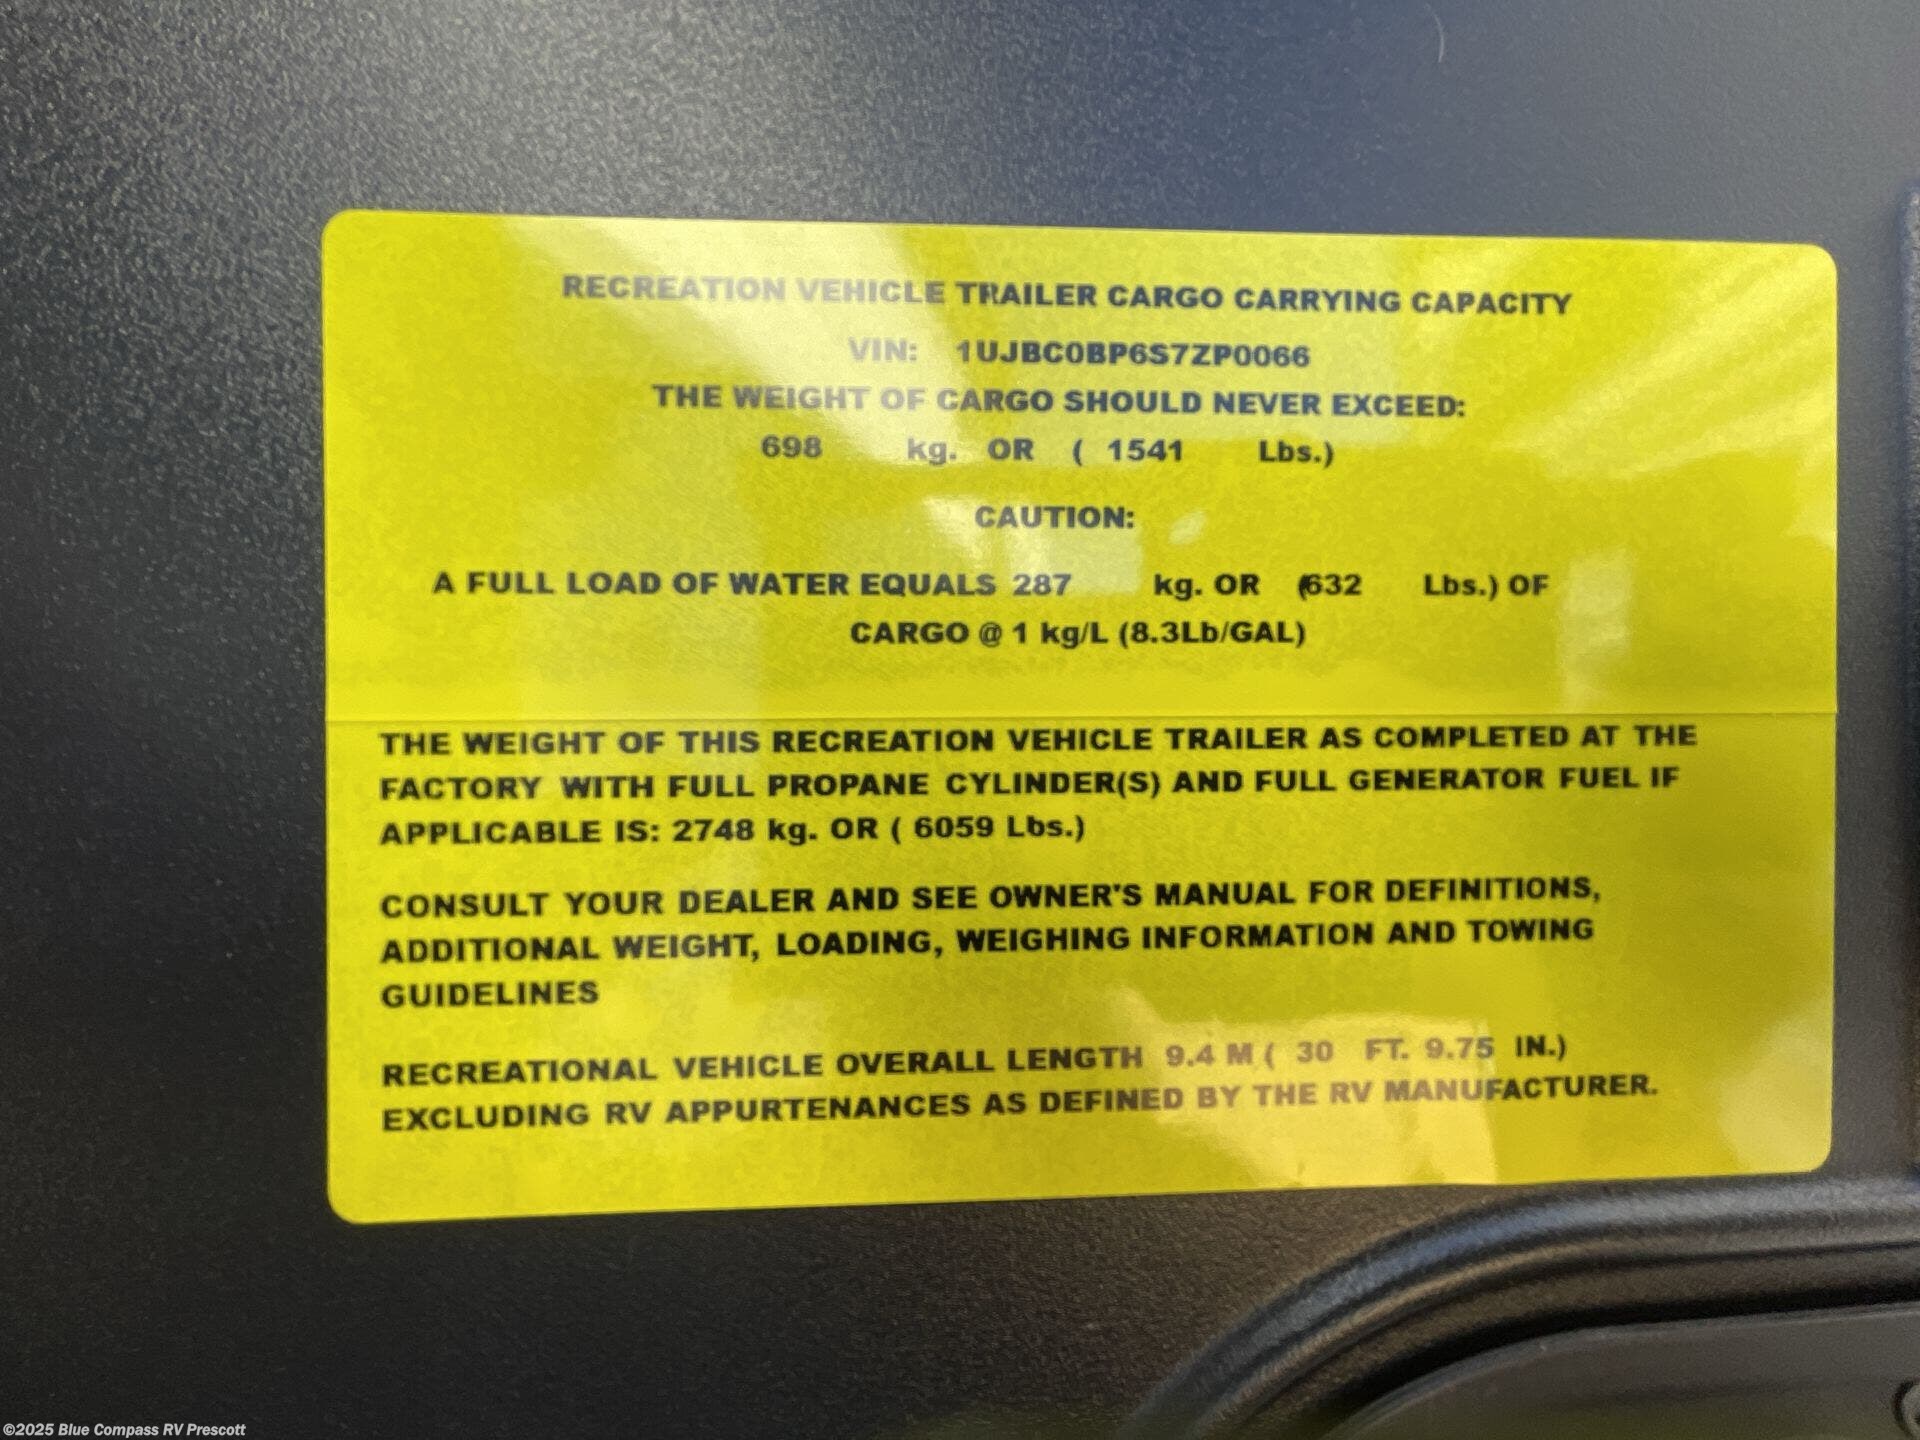 RECREATION VEHICLE TRAILER CARGO CARRYING CAPACITY
VIN: 1UJBC0BP6S7ZP0066
THE WEIGHT OF CARGO SHOULD NEVER EXCEED:
698 kg. OR ( 1541 Lbs.)
CAUTION:
A FULL LOAD OF WATER EQUALS 287 kg. OR (632 Lbs.) OF
CARGO @ 1 kg/L (8.3Lb/GAL)
THE WEIGHT OF THIS RECREATION VEHICLE TRAILER AS COMPLETED AT THE
FACTORY WITH FULL PROPANE CYLINDER(S) AND FULL GENERATOR FUEL IF
APPLICABLE IS: 2748 kg. OR ( 6059 Lbs.)
CONSULT YOUR DEALER AND SEE OWNER'S MANUAL FOR DEFINITIONS,
ADDITIONAL WEIGHT, LOADING, WEIGHING INFORMATION AND TOWING
GUIDELINES
RECREATIONAL VEHICLE OVERALL LENGTH 9.4 M ( 30 FT. 9.75 IN.)
EXCLUDING RV APPURTENANCES AS DEFINED BY THE RV MANUFACTURER.
©2025 Blue Compass RV Prescott